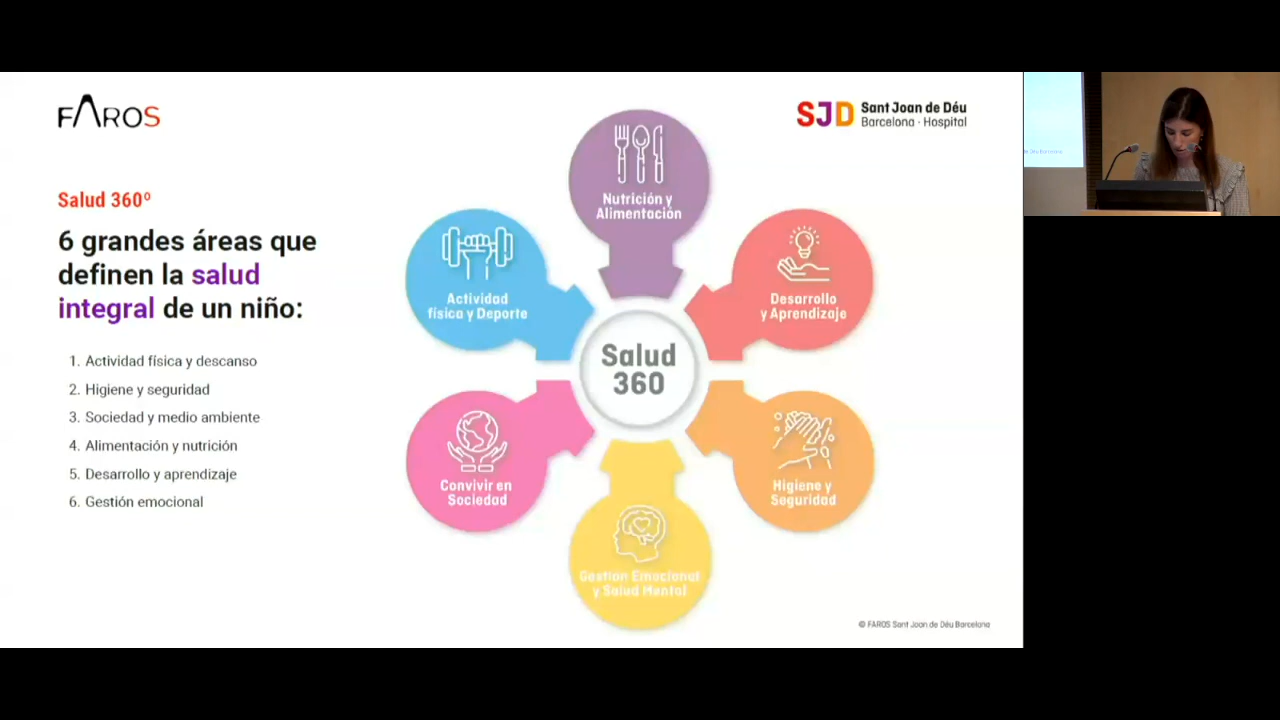 FAROS
SJD Sant Joan de Déu
Barcelona · Hospital
Salud 360º
6 grandes áreas que
definen la salud
integral de un niño:
1. Actividad física y descanso
2. Higiene y seguridad
3. Sociedad y medio ambiente
4. Alimentación y nutrición
5. Desarrollo y aprendizaje
6. Gestión emocional
Nutrición y
Alimentación
Actividad
física y Deporte
Desarrollo
y Aprendizaje
Salud
360
Convivir en
Sociedad
Higiene y
Seguridad
Gestión Emocional
y Salud Mental
© FAROS Sant Joan de Déu Barcelona